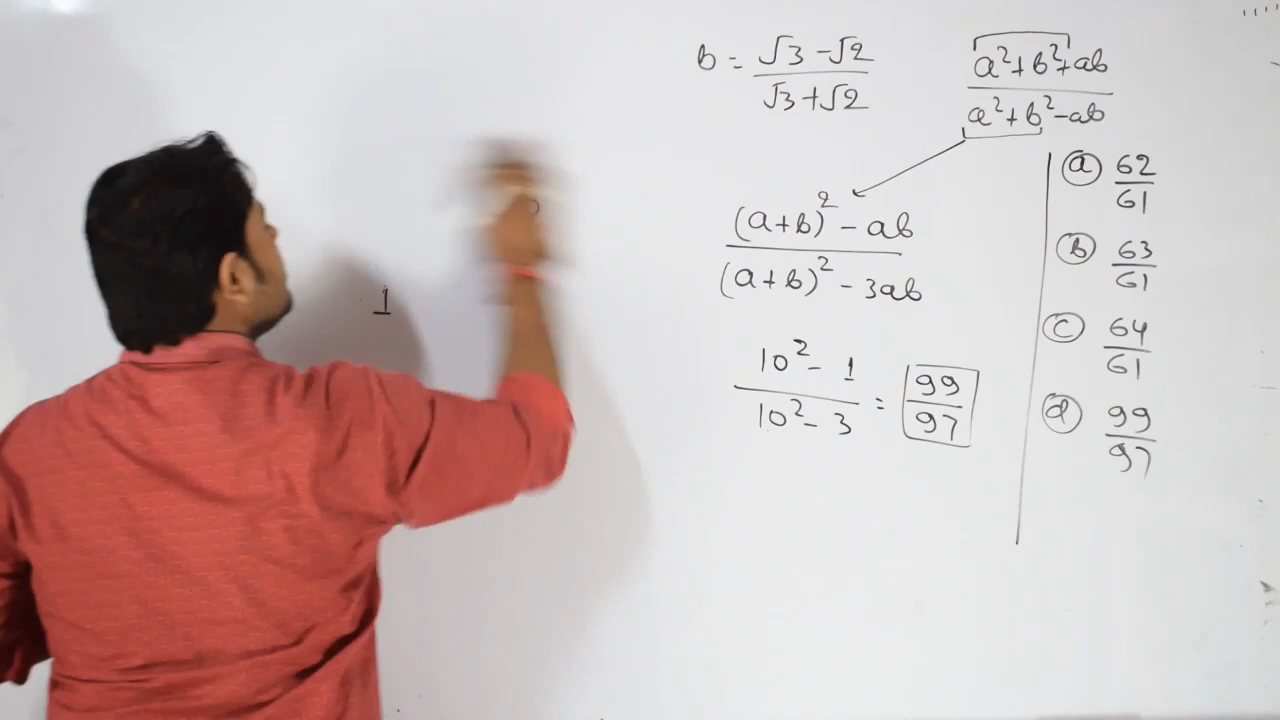 b = √3 - √2 / √3 + √2
a² + b² + ab / a² + b² - ab
(a+b)² - ab / (a+b)² - 3ab
10² - 1 / 10² - 3 = 99/97
1
(a) 62/61
(b) 63/61
(c) 64/61
(d) 99/97